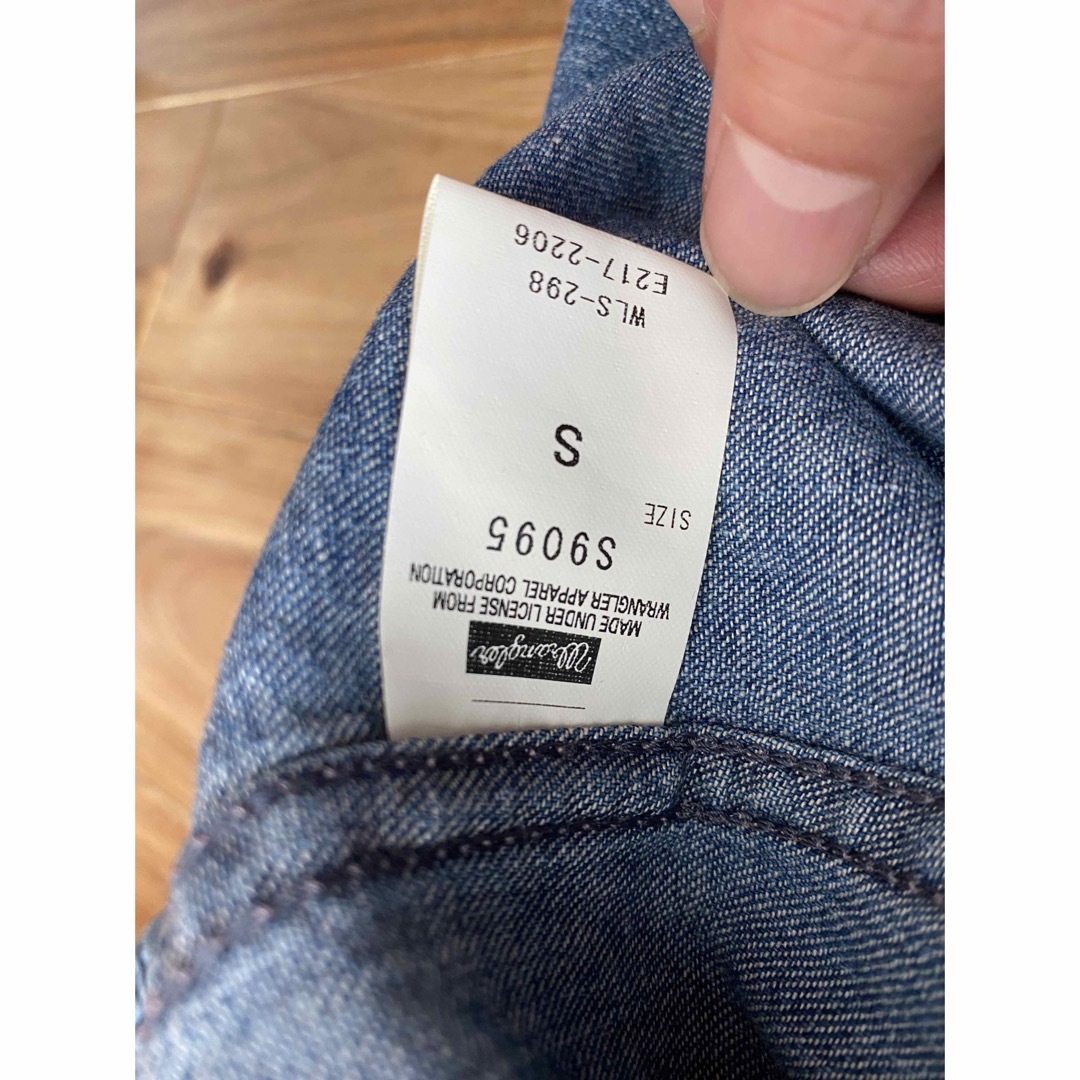 Wrangler
MADE UNDER LICENSE FROM
WRANGLER APPAREL CORPORATION
S9095
SIZE
S
WLS-298
E217-2206